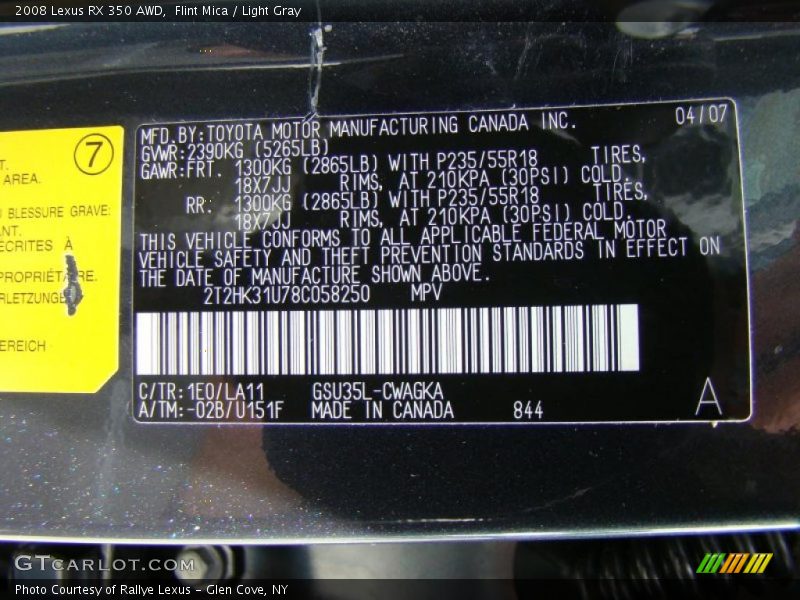 2008 Lexus RX 350 AWD,  Flint Mica / Light Gray
7
T.
AREA.
BLESSURE GRAVE:
ANT.
ÉCRITES À
PROPRIÉTAIRE.
RLETZUNGE
EREICH
04/07
MFD.BY:TOYOTA MOTOR MANUFACTURING CANADA INC.
GVWR:2390KG (5265LB)
GAWR:FRT. 1300KG (2865LB) WITH P235/55R18 TIRES,
18X7JJ RIMS, AT 210KPA (30PSI) COLD.
RR: 1300KG (2865LB) WITH P235/55R18 TIRES,
18X7JJ RIMS, AT 210KPA (30PSI) COLD.
THIS VEHICLE CONFORMS TO ALL APPLICABLE FEDERAL MOTOR
VEHICLE SAFETY AND THEFT PREVENTION STANDARDS IN EFFECT ON
THE DATE OF MANUFACTURE SHOWN ABOVE.
2T2HK31U78C058250 MPV
C/TR: 1E0/LA11 GSU35L-CWAGKA
A/TM:-02B/U151F MADE IN CANADA 844 A
GTCARLOT.COM
Photo Courtesy of Rallye Lexus – Glen Cove, NY